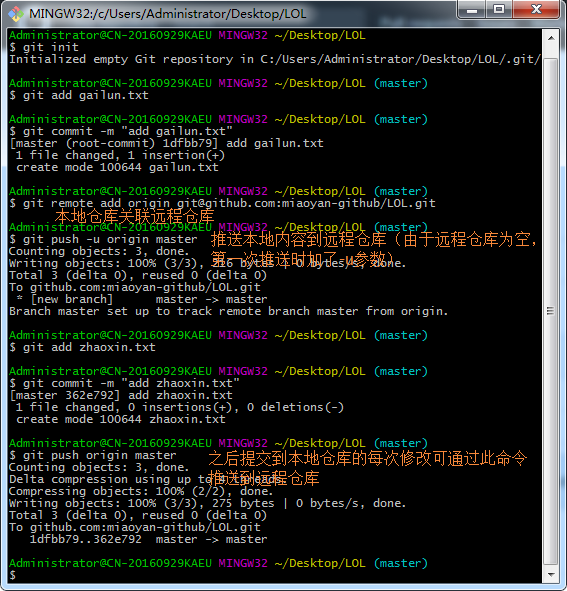 MINGW32:/c/Users/Administrator/Desktop/LOL
Administrator@CN-20160929KAEU MINGW32 ~/Desktop/LOL
$ git init
Initialized empty Git repository in C:/Users/Administrator/Desktop/LOL/.git/
Administrator@CN-20160929KAEU MINGW32 ~/Desktop/LOL (master)
$ git add gailun.txt
Administrator@CN-20160929KAEU MINGW32 ~/Desktop/LOL (master)
$ git commit -m "add gailun.txt"
[master (root-commit) 1dfbb79] add gailun.txt
1 file changed, 1 insertion(+)
create mode 100644 gailun.txt
Administrator@CN-20160929KAEU MINGW32 ~/Desktop/LOL (master)
$ git remote add origin git@github.com:miaoyan-github/LOL.git
本地仓库关联远程仓库
Administrator@CN-20160929KAEU MINGW32 ~/Desktop/LOL (master)
$ git push -u origin master
推送本地内容到远程仓库（由于远程仓库为空，
第一次推送时加了-u参数）
Counting objects: 3, done.
Writing objects: 100% (3/3), bytes | 0 bytes/s, done.
Total 3 (delta 0), reused 0 (delta 0)
To github.com:miaoyan-github/LOL.git
* [new branch] master -> master
Branch master set up to track remote branch master from origin.
Administrator@CN-20160929KAEU MINGW32 ~/Desktop/LOL (master)
$ git add zhaoxin.txt
Administrator@CN-20160929KAEU MINGW32 ~/Desktop/LOL (master)
$ git commit -m "add zhaoxin.txt"
[master 362e792] add zhaoxin.txt
1 file changed, 0 insertions(+), 0 deletions(-)
create mode 100644 zhaoxin.txt
Administrator@CN-20160929KAEU MINGW32 ~/Desktop/LOL (master)
$ git push origin master
之后提交到本地仓库的每次修改可通过此命令
推送到远程仓库
Counting objects: 3, done.
Delta compression using up to threads.
Compressing objects: 100% (2/2), done.
Writing objects: 100% (3/3), 275 bytes | 0 bytes/s, done.
Total 3 (delta 0), reused 0 (delta 0)
To github.com:miaoyan-github/LOL.git
1dfbb79..362e792 master -> master
Administrator@CN-20160929KAEU MINGW32 ~/Desktop/LOL (master)
$